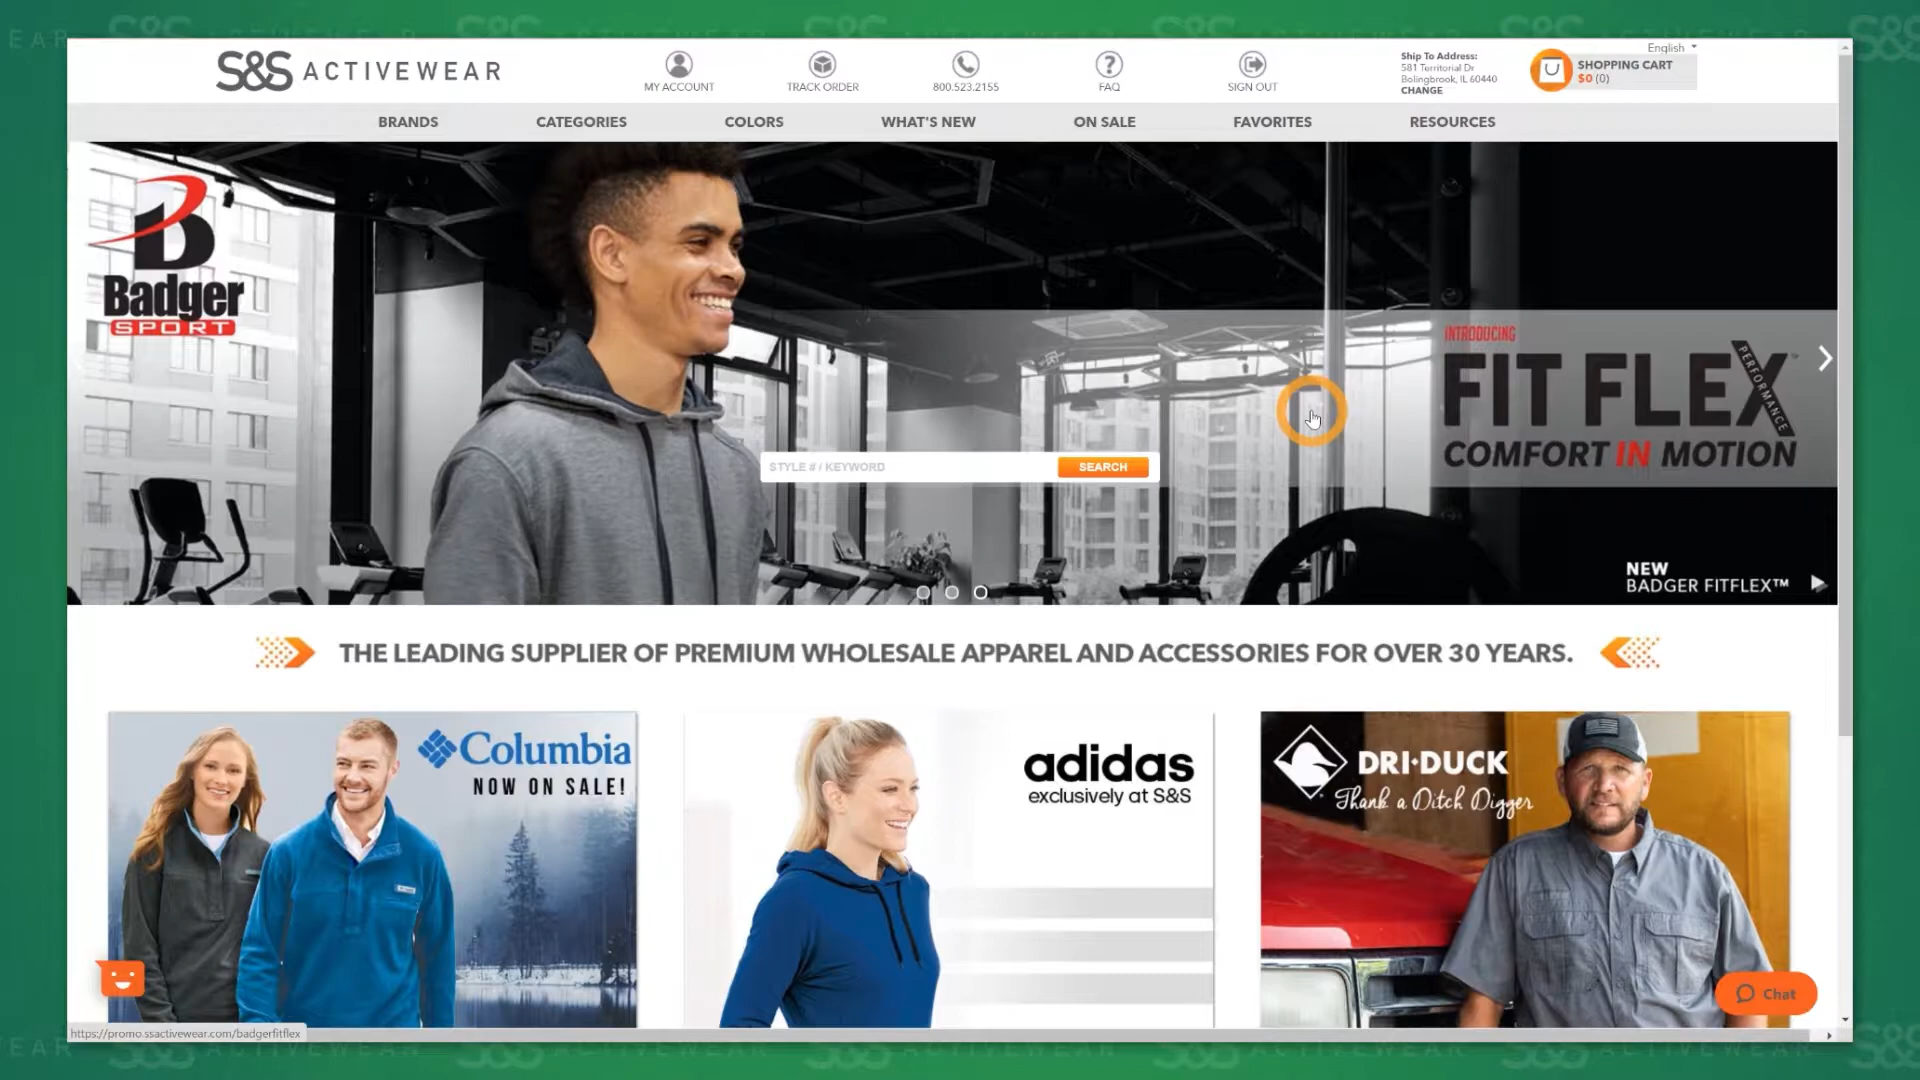 S&S ACTIVEWEAR
MY ACCOUNT
TRACK ORDER
800.523.2155
FAQ
SIGN OUT
Ship To Address:
581 Territorial Dr
Bolingbrook, IL 60440
CHANGE
English
SHOPPING CART
$0 (0)
BRANDS
CATEGORIES
COLORS
WHAT'S NEW
ON SALE
FAVORITES
RESOURCES
B
Badger
SPORT
INTRODUCING
FIT FLEX™
PERFORMANCE
COMFORT IN MOTION
STYLE # / KEYWORD
SEARCH
NEW
BADGER FITFLEX™
THE LEADING SUPPLIER OF PREMIUM WHOLESALE APPAREL AND ACCESSORIES FOR OVER 30 YEARS.
Columbia
NOW ON SALE!
adidas
exclusively at S&S
DRI·DUCK
Thank a Ditch Digger
Chat
https://promo.ssactivewear.com/badgerfitflex